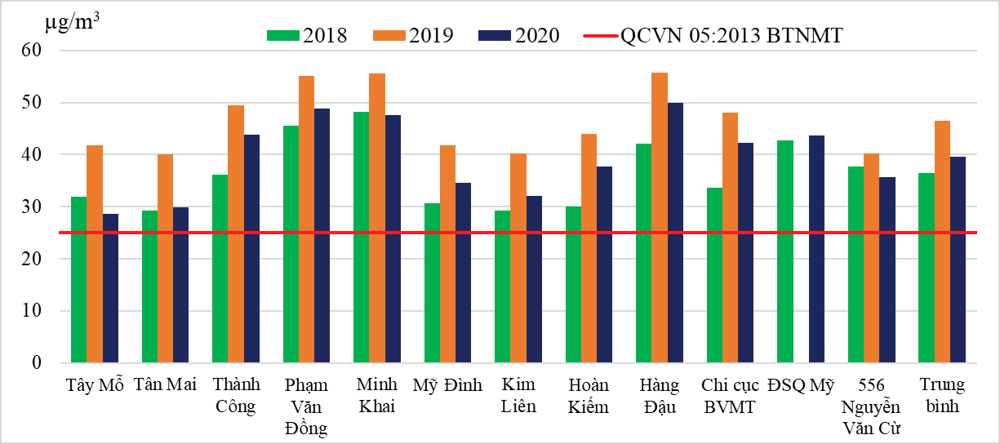 µg/m³
2018 2019 2020 QCVN 05:2013 BTNMT
60
50
40
30
20
10
0
Tây Mỗ
Tân Mai
Thành
Công
Phạm
Văn
Đồng
Minh
Khai
Mỹ Đình
Kim
Liên
Hoàn
Kiếm
Hàng
Đậu
Chi cục
BVMT
ĐSQ Mỹ
556
Nguyễn
Văn Cừ
Trung
bình